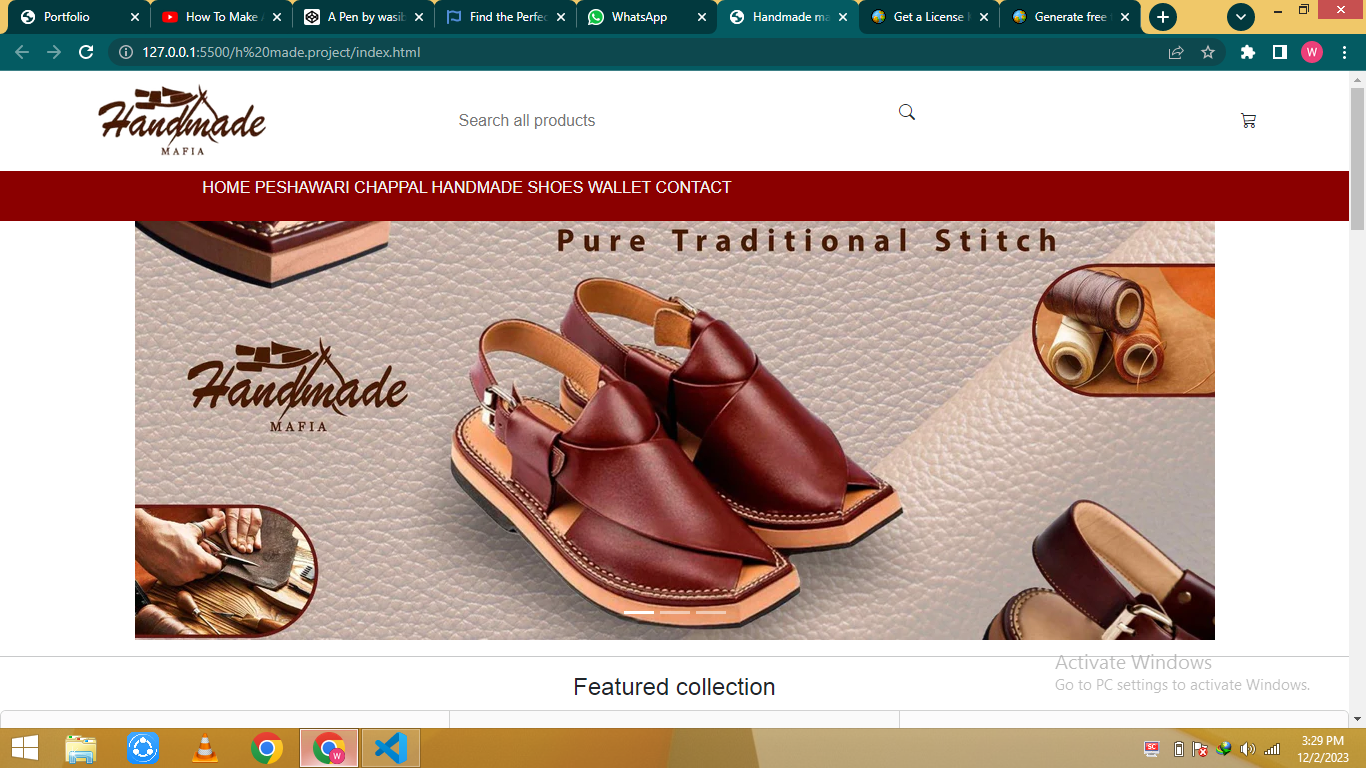 Portfolio
How To Make A
A Pen by wasib
Find the Perfec
WhatsApp
Handmade ma
Get a License
Generate free
127.0.0.1:5500/h%20made.project/index.html
W
Handmade
MAFIA
Search all products
HOME PESHAWARI CHAPPAL HANDMADE SHOES WALLET CONTACT
Pure Traditional Stitch
Handmade
MAFIA
Activate Windows
Go to PC settings to activate Windows.
Featured collection
W
SC
3:29 PM
12/2/2023